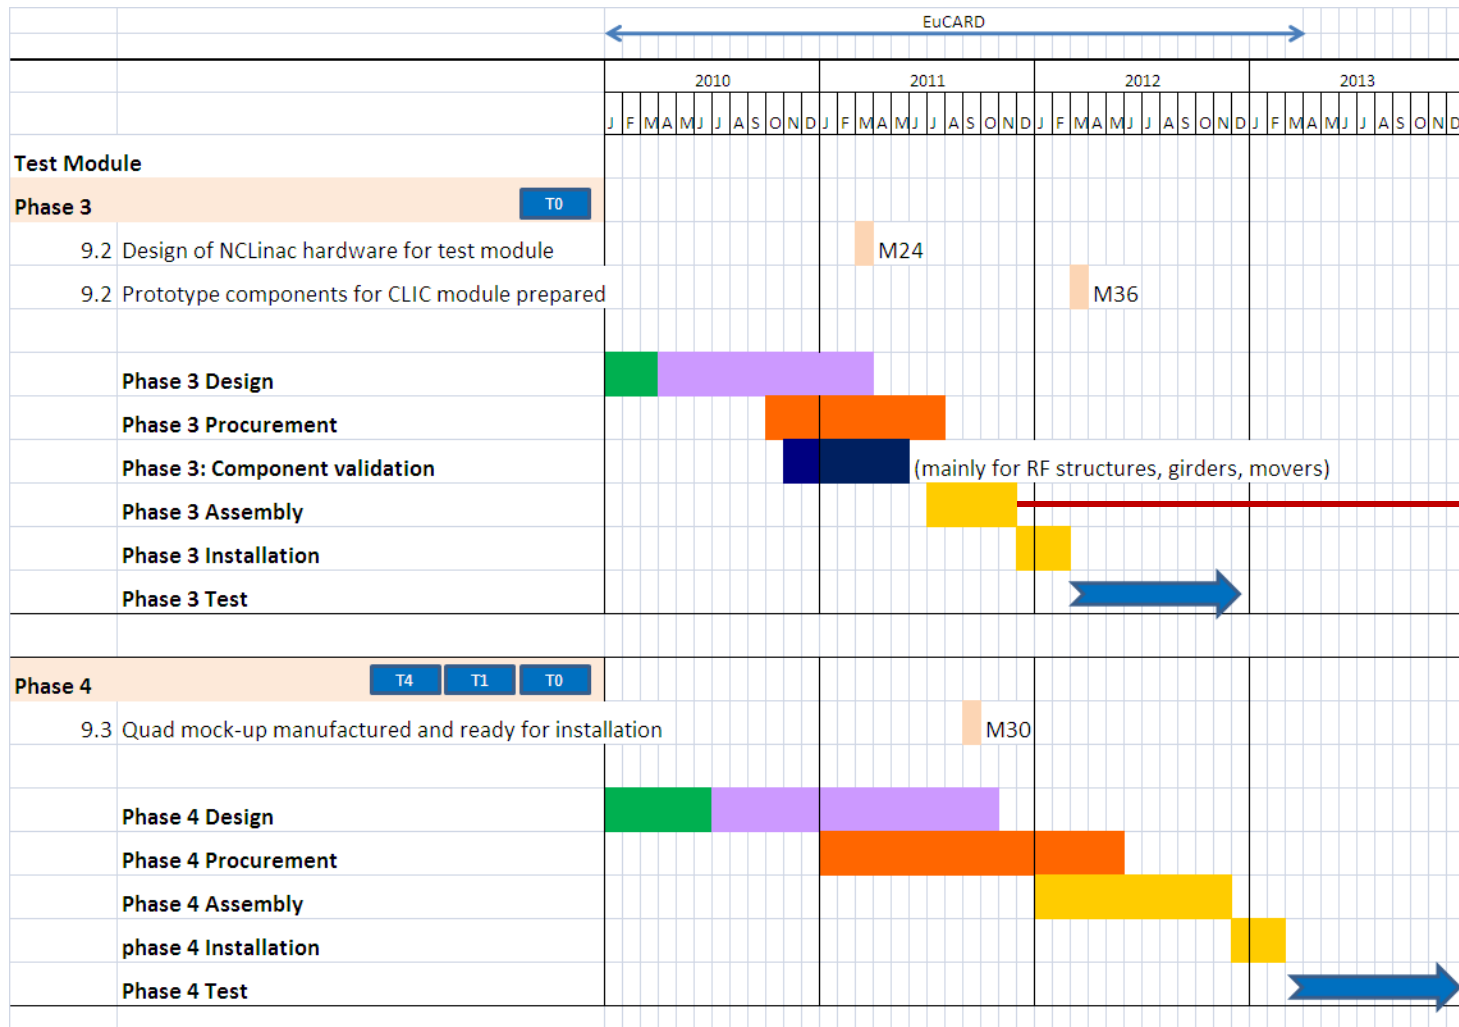 EuCARD
2010 2011 2012 2013
J F M A M J J A S O N D J F M A M J J A S O N D J F M A M J J A S O N D J F M A M J J A S O N D
Test Module
Phase 3 T0
9.2 Design of NCLinac hardware for test module M24
9.2 Prototype components for CLIC module prepared M36
Phase 3 Design
Phase 3 Procurement
Phase 3: Component validation (mainly for RF structures, girders, movers)
Phase 3 Assembly
Phase 3 Installation
Phase 3 Test
Phase 4 T4 T1 T0
9.3 Quad mock-up manufactured and ready for installation M30
Phase 4 Design
Phase 4 Procurement
Phase 4 Assembly
phase 4 Installation
Phase 4 Test